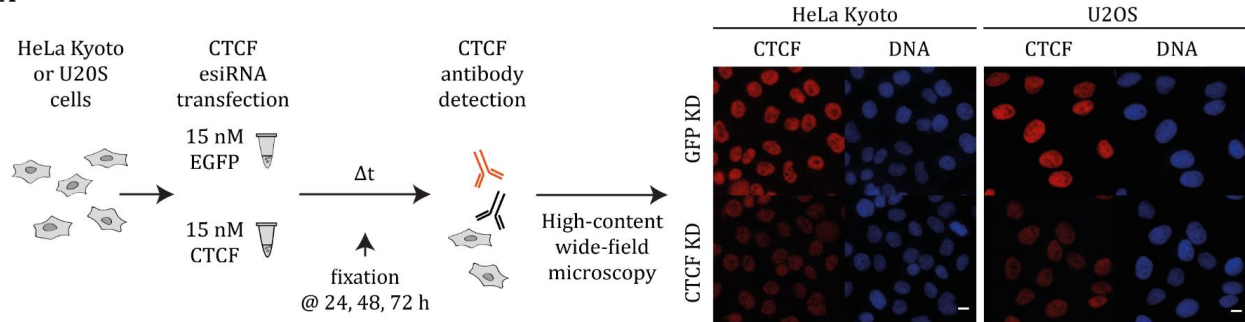 HeLa Kyoto
or U20S
cells
CTCF
esiRNA
transfection
15 nM
EGFP
15 nM
CTCF
Δt
fixation
@ 24, 48, 72 h
CTCF
antibody
detection
High-content
wide-field
microscopy
HeLa Kyoto
U2OS
CTCF
DNA
CTCF
DNA
GFP KD
CTCF KD